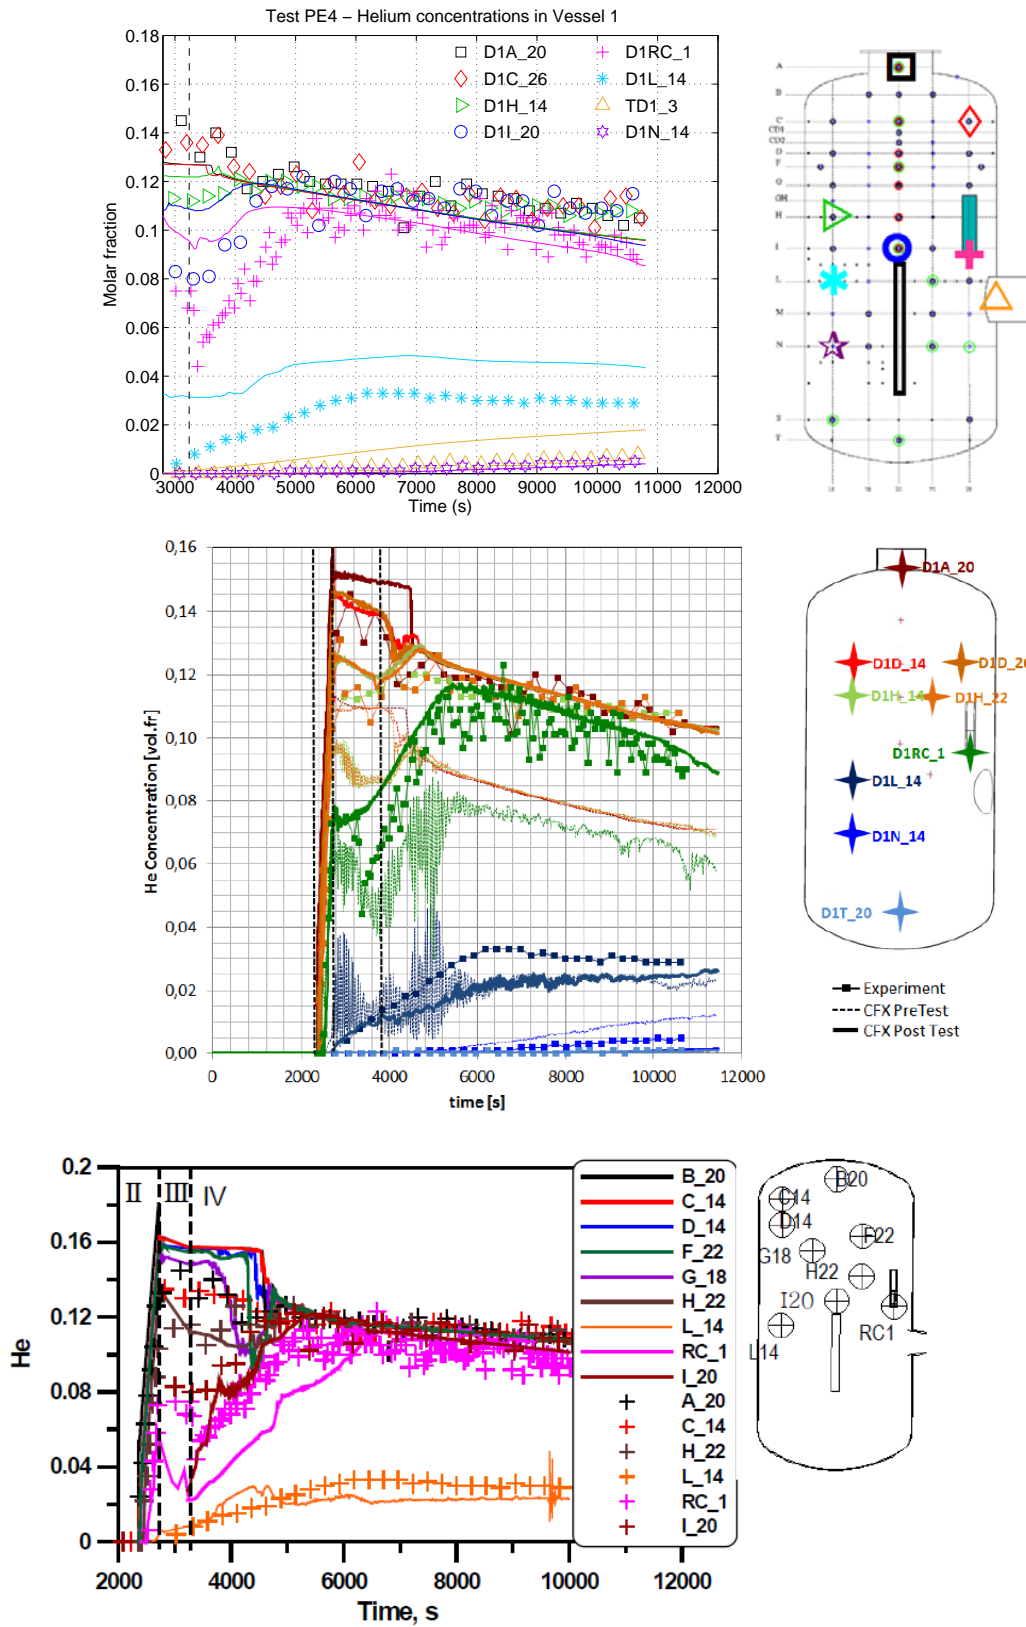 Test PE4 – Helium concentrations in Vessel 1
0.18
0.16
0.14
0.12
0.1
0.08
0.06
0.04
0.02
0
Molar fraction
D1A_20
D1C_26
D1H_14
D1I_20
D1RC_1
D1L_14
TD1_3
D1N_14
3000
4000
5000
6000
7000
8000
9000
10000
11000
12000
Time (s)
A
B
C
CD1
CD2
D
F
H
I
L
M
N
S
T
0,16
0,14
0,12
0,10
0,08
0,06
0,04
0,02
0,00
He Concentration [vol.fr]
0
2000
4000
6000
8000
10000
12000
time [s]
D1A_20
D1D_14
D1D_20
D1H_14
D1H_22
D1RC_1
D1L_14
D1N_14
D1T_20
Experiment
CFX PreTest
CFX Post Test
0.2
0.16
0.12
0.08
0.04
0
He
II
III
IV
B_20
C_14
D_14
F_22
G_18
H_22
L_14
RC_1
I_20
A_20
C_14
H_22
L_14
RC_1
I_20
2000
4000
6000
8000
10000
12000
Time, s
B20
C14
D14
F22
G18
H22
I20
RC1
L14